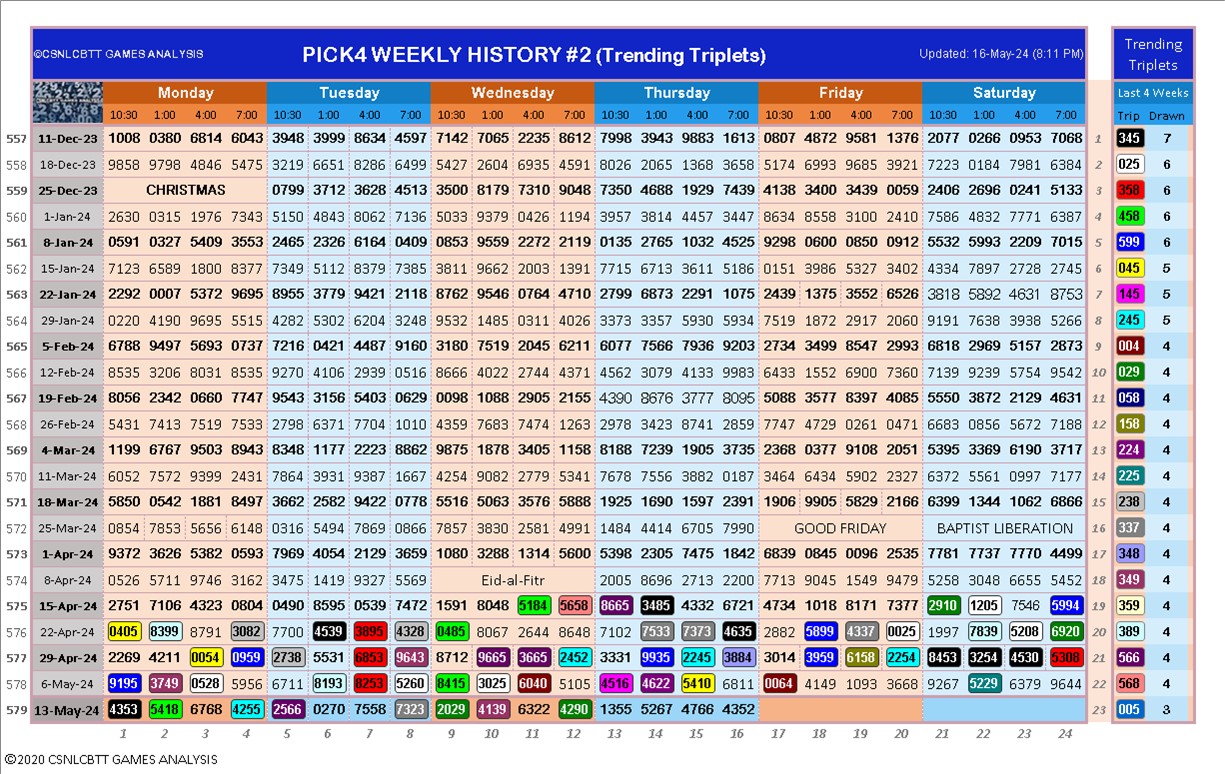 ©CSNLCBTT GAMES ANALYSIS PICK4 WEEKLY HISTORY #2 (Trending Triplets) Updated: 16-May-24 (8:11 PM) Trending Triplets
Monday Tuesday Wednesday Thursday Friday Saturday Last 4 Weeks
10:30 1:00 4:00 7:00 10:30 1:00 4:00 7:00 10:30 1:00 4:00 7:00 10:30 1:00 4:00 7:00 10:30 1:00 4:00 7:00 10:30 1:00 4:00 7:00 Trip Drawn
557 11-Dec-23 1008 0380 6814 6043 3948 3999 8634 4597 7142 7065 2235 8612 7998 3943 9883 1613 0807 4872 9581 1376 2077 0266 0953 7068 1 345 7
558 18-Dec-23 9858 9798 4846 5475 3219 6651 8286 6495 5427 2604 6935 4591 8026 2065 1368 3658 5174 6993 9685 3921 7223 0184 7981 6384 2 025 6
559 25-Dec-23 CHRISTMAS 0799 3712 3628 4513 3500 8179 7310 9048 7350 4688 1929 7439 4138 3400 3439 0059 2406 2696 0241 5133 3 358 6
560 1-Jan-24 2630 0315 1976 7343 5150 4843 8062 7136 5033 9379 0426 1194 3957 3814 4457 3447 8634 8558 3100 2410 7586 4832 7771 6387 4 458 6
561 8-Jan-24 0591 0327 5409 3553 2465 2326 6164 0409 0853 9559 2272 2119 0135 2765 1032 4525 9298 0600 0850 0912 5532 5993 2209 7015 5 599 6
562 15-Jan-24 7123 6589 1800 8377 7349 5112 8379 7385 3811 9662 2003 1391 7715 6713 3611 5186 0151 3986 5327 3402 4334 7897 2728 2745 6 045 5
563 22-Jan-24 2292 0007 5372 9695 8955 3779 9421 2118 8762 9546 0764 4710 2799 6873 2291 1075 2439 1375 3552 6526 3818 5892 4631 8753 7 145 5
564 29-Jan-24 0220 4190 9695 5515 4282 5302 6204 3248 9532 1485 0311 4026 3373 3357 5930 5934 7519 1872 2917 2060 9191 7638 3938 5266 8 245 5
565 5-Feb-24 6788 9497 5693 0737 7216 0421 4487 9160 3180 7519 2045 6211 6077 7566 7936 9203 2734 3499 8547 2993 6818 2969 5157 2873 9 004 4
566 12-Feb-24 8535 3206 8031 8535 9270 4106 2939 0516 8666 4022 2744 4371 4562 3079 4133 9983 6433 1552 6900 7360 7139 9239 5754 9542 10 029 4
567 19-Feb-24 8056 2342 0660 7747 9543 3156 5403 0629 0098 1088 2905 2155 4390 8676 3777 8095 5088 3577 8397 4085 5550 3872 2129 4631 11 058 4
568 26-Feb-24 5431 7413 7519 7533 2798 6371 7704 1010 4359 7683 7474 1263 2978 3423 8741 2859 7747 4729 0261 0471 6683 0856 5672 7188 12 158 4
569 4-Mar-24 1199 6767 9503 8943 8348 1177 2223 8862 9875 1878 3405 1158 8188 7239 1905 3735 2368 0377 9108 2051 5395 3369 6190 3717 13 224 4
570 11-Mar-24 6052 7572 9399 2431 7864 3931 9387 1667 4254 9082 2779 5341 7678 7556 3892 0187 3464 6434 5902 2327 6372 5561 0997 7177 14 225 4
571 18-Mar-24 5850 0542 1881 8497 3662 2582 9422 0778 5516 5063 3576 5888 1925 1690 1597 2391 1906 9905 5829 2166 6399 1344 1062 6866 15 238 4
572 25-Mar-24 0854 7853 5656 6148 0316 5494 7869 0866 7857 3830 2581 4991 1484 4414 6705 7990 GOOD FRIDAY BAPTIST LIBERATION 16 337 4
573 1-Apr-24 9372 3626 5382 0593 7969 4054 2129 3659 1080 3288 1314 5600 5398 2305 7475 1842 6839 0845 0096 2535 7781 7737 7770 4499 17 348 4
574 8-Apr-24 0526 5711 9746 3162 3475 1419 9327 5569 Eid-al-Fitr 2005 8696 2713 2200 7713 9045 1549 9479 5258 3048 6655 5452 18 349 4
575 15-Apr-24 2751 7106 4323 0804 0490 8595 0539 7472 1591 8048 5184 5658 8665 3485 4332 6721 4734 1018 8171 7377 2910 1205 7546 5994 19 359 4
576 22-Apr-24 0405 8399 8791 3082 7700 4539 3895 4328 0485 8067 2644 8648 7102 7533 7373 4635 2882 5899 4337 0025 1997 7839 5208 6920 20 389 4
577 29-Apr-24 2269 4211 0054 0959 2738 5531 6853 9643 8712 9665 3665 2452 3331 9935 2245 3884 3014 3959 6158 2254 8453 3254 4530 5308 21 566 4
578 6-May-24 9195 3749 0528 5956 6711 8193 8253 5260 8415 3025 6040 5105 4516 4622 5410 6811 0064 4149 1093 3668 9267 5229 6379 9644 22 568 4
579 13-May-24 4353 5418 6768 4255 2566 0270 7558 7323 2029 4139 6322 4290 1355 5267 4766 4352 23 005 3
1 2 3 4 5 6 7 8 9 10 11 12 13 14 15 16 17 18 19 20 21 22 23 24
©2020 CSNLCBTT GAMES ANALYSIS